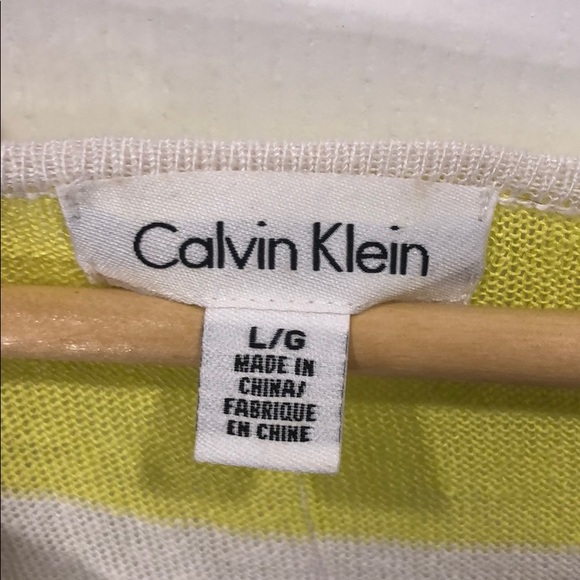 Calvin Klein
L/G
MADE IN
CHINA/
FABRIQUE
EN CHINE